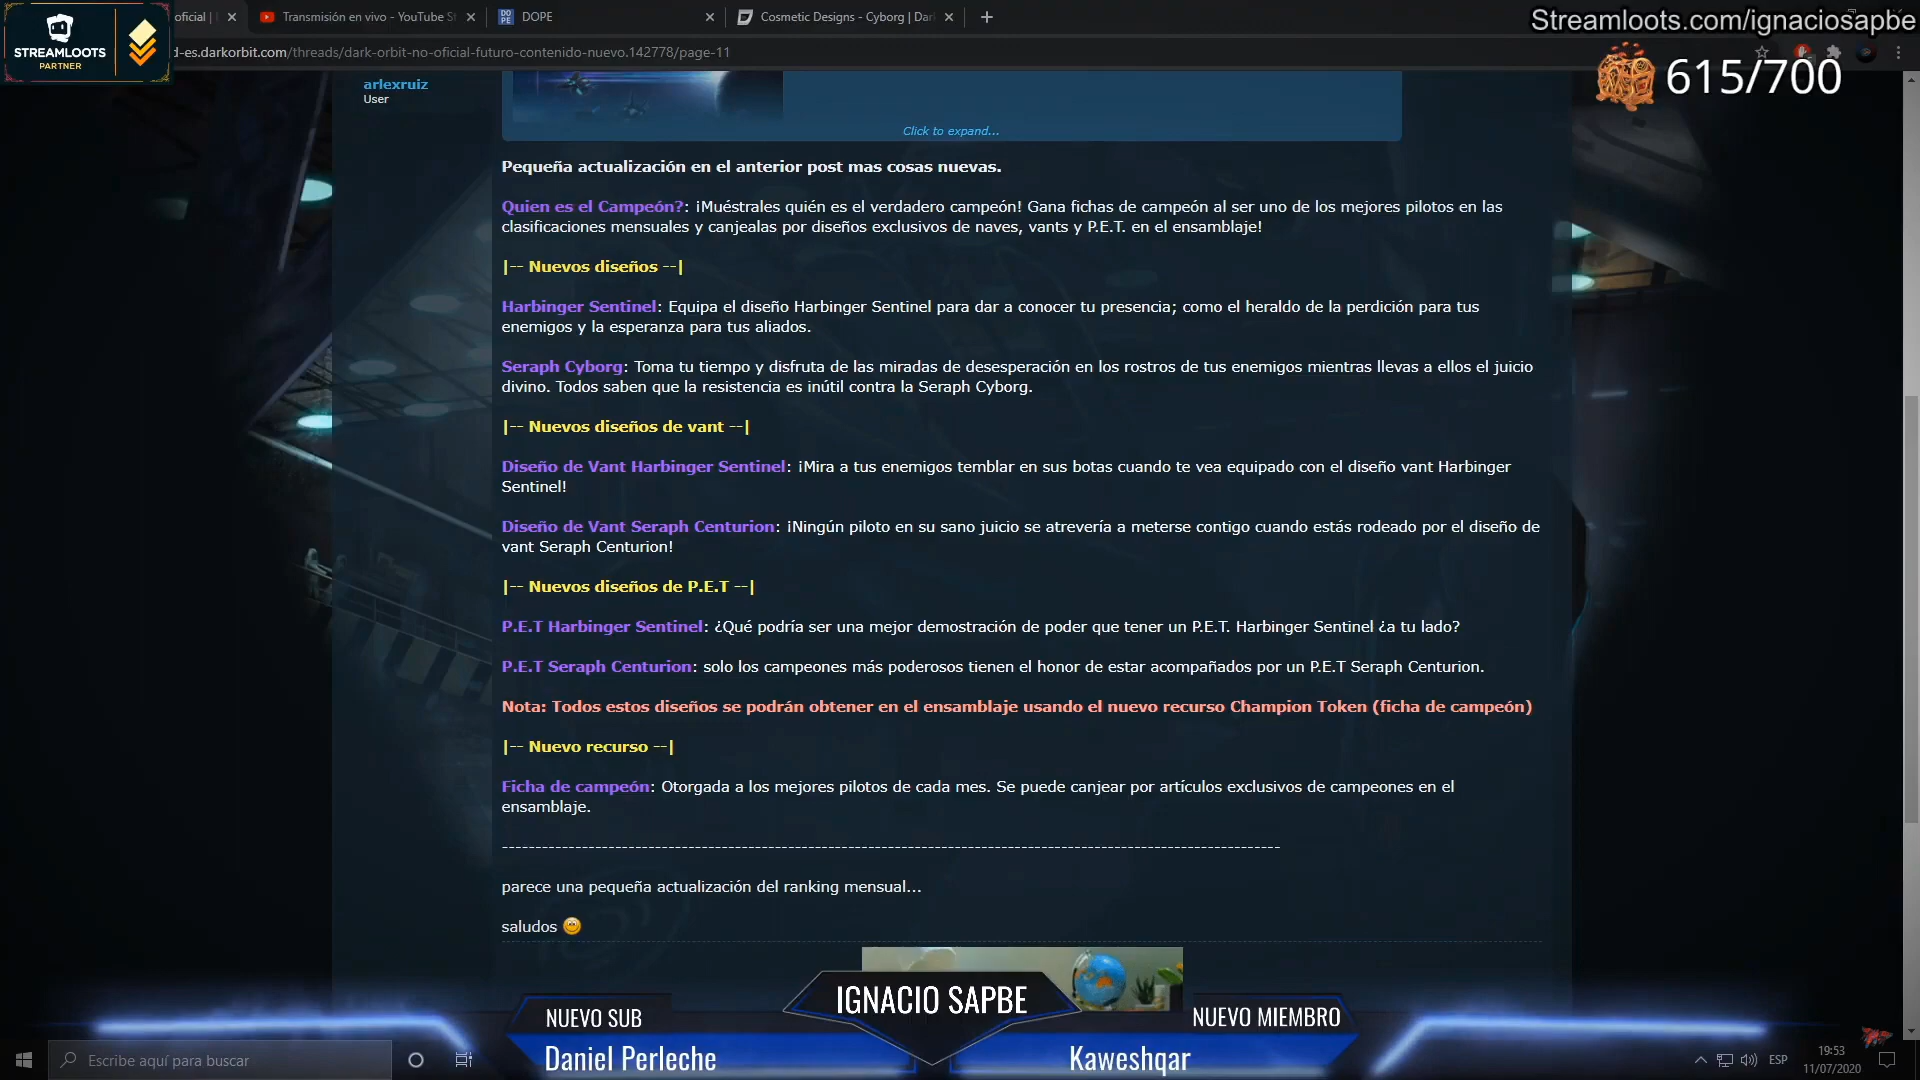 STREAMLOOTS
PARTNER
oficial |
Transmisión en vivo - YouTube St
DOPE
Cosmetic Designs - Cyborg | Dark
Streamloots.com/ignaciosapbe
d-es.darkorbit.com/threads/dark-orbit-no-oficial-futuro-contenido-nuevo.142778/page-11
615/700
arlexruiz
User
Click to expand...
Pequeña actualización en el anterior post mas cosas nuevas.
Quien es el Campeón?: ¡Muéstrales quién es el verdadero campeón! Gana fichas de campeón al ser uno de los mejores pilotos en las
clasificaciones mensuales y canjealas por diseños exclusivos de naves, vants y P.E.T. en el ensamblaje!
|-- Nuevos diseños --|
Harbinger Sentinel: Equipa el diseño Harbinger Sentinel para dar a conocer tu presencia; como el heraldo de la perdición para tus
enemigos y la esperanza para tus aliados.
Seraph Cyborg: Toma tu tiempo y disfruta de las miradas de desesperación en los rostros de tus enemigos mientras llevas a ellos el juicio
divino. Todos saben que la resistencia es inútil contra la Seraph Cyborg.
|-- Nuevos diseños de vant --|
Diseño de Vant Harbinger Sentinel: ¡Mira a tus enemigos temblar en sus botas cuando te vea equipado con el diseño vant Harbinger
Sentinel!
Diseño de Vant Seraph Centurion: ¡Ningún piloto en su sano juicio se atrevería a meterse contigo cuando estás rodeado por el diseño de
vant Seraph Centurion!
|-- Nuevos diseños de P.E.T --|
P.E.T Harbinger Sentinel: ¿Qué podría ser una mejor demostración de poder que tener un P.E.T. Harbinger Sentinel ¿a tu lado?
P.E.T Seraph Centurion: solo los campeones más poderosos tienen el honor de estar acompañados por un P.E.T Seraph Centurion.
Nota: Todos estos diseños se podrán obtener en el ensamblaje usando el nuevo recurso Champion Token (ficha de campeón)
|-- Nuevo recurso --|
Ficha de campeón: Otorgada a los mejores pilotos de cada mes. Se puede canjear por artículos exclusivos de campeones en el
ensamblaje.
parece una pequeña actualización del ranking mensual...
saludos
IGNACIO SAPBE
NUEVO SUB
Daniel Perleche
NUEVO MIEMBRO
Kaweshqar
Escribe aquí para buscar
ESP
19:53
11/07/2020